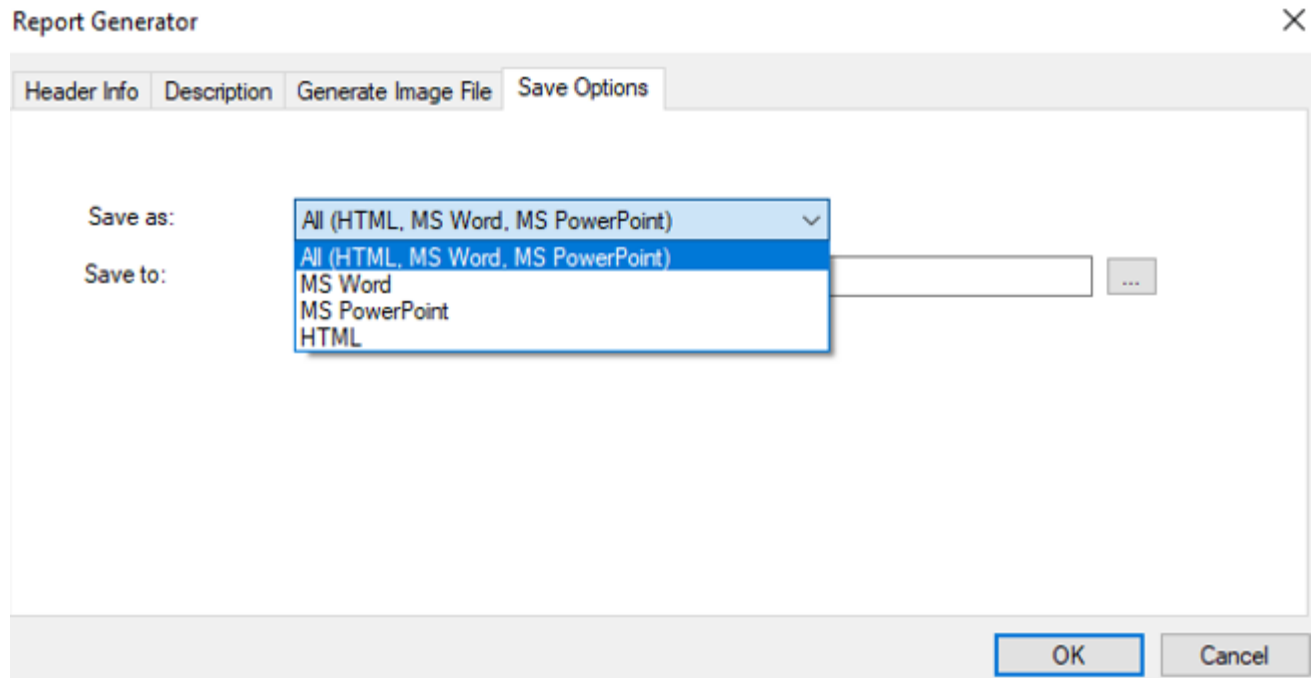 Report Generator
Header Info Description Generate Image File Save Options
Save as: All (HTML, MS Word, MS PowerPoint)
All (HTML, MS Word, MS PowerPoint)
Save to:
MS Word
MS PowerPoint
HTML
...
OK Cancel